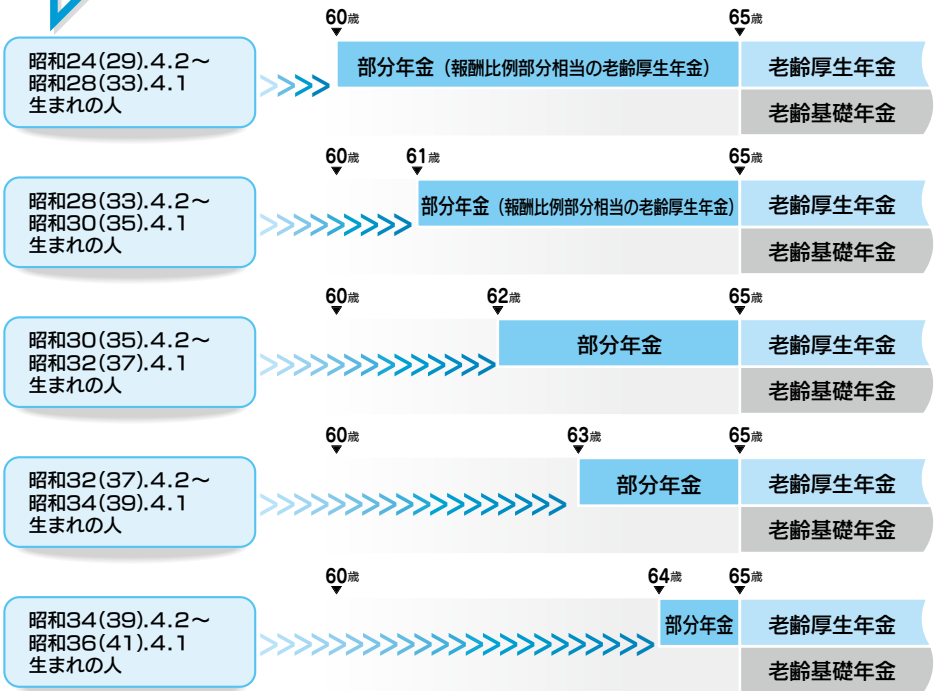 60歳 65歳
昭和24(29).4.2～
昭和28(33).4.1
生まれの人
部分年金（報酬比例部分相当の老齢厚生年金）
老齢厚生年金
老齢基礎年金
60歳 61歳 65歳
昭和28(33).4.2～
昭和30(35).4.1
生まれの人
部分年金（報酬比例部分相当の老齢厚生年金）
老齢厚生年金
老齢基礎年金
60歳 62歳 65歳
昭和30(35).4.2～
昭和32(37).4.1
生まれの人
部分年金
老齢厚生年金
老齢基礎年金
60歳 63歳 65歳
昭和32(37).4.2～
昭和34(39).4.1
生まれの人
部分年金
老齢厚生年金
老齢基礎年金
60歳 64歳 65歳
昭和34(39).4.2～
昭和36(41).4.1
生まれの人
部分年金
老齢厚生年金
老齢基礎年金